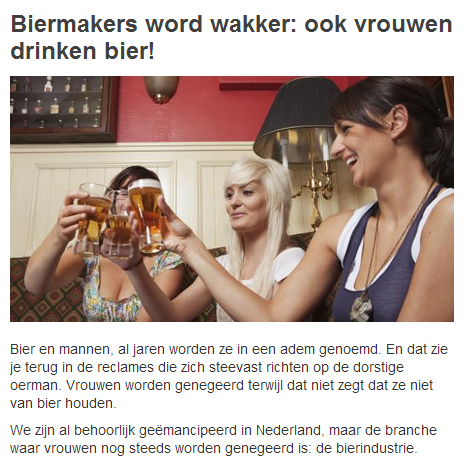 Biermakers word wakker: ook vrouwen
drinken bier!
Bier en mannen, al jaren worden ze in een adem genoemd. En dat zie
je terug in de reclames die zich steevast richten op de dorstige
oerman. Vrouwen worden genegeerd terwijl dat niet zegt dat ze niet
van bier houden.
We zijn al behoorlijk geëmancipeerd in Nederland, maar de branche
waar vrouwen nog steeds worden genegeerd is: de bierindustrie.